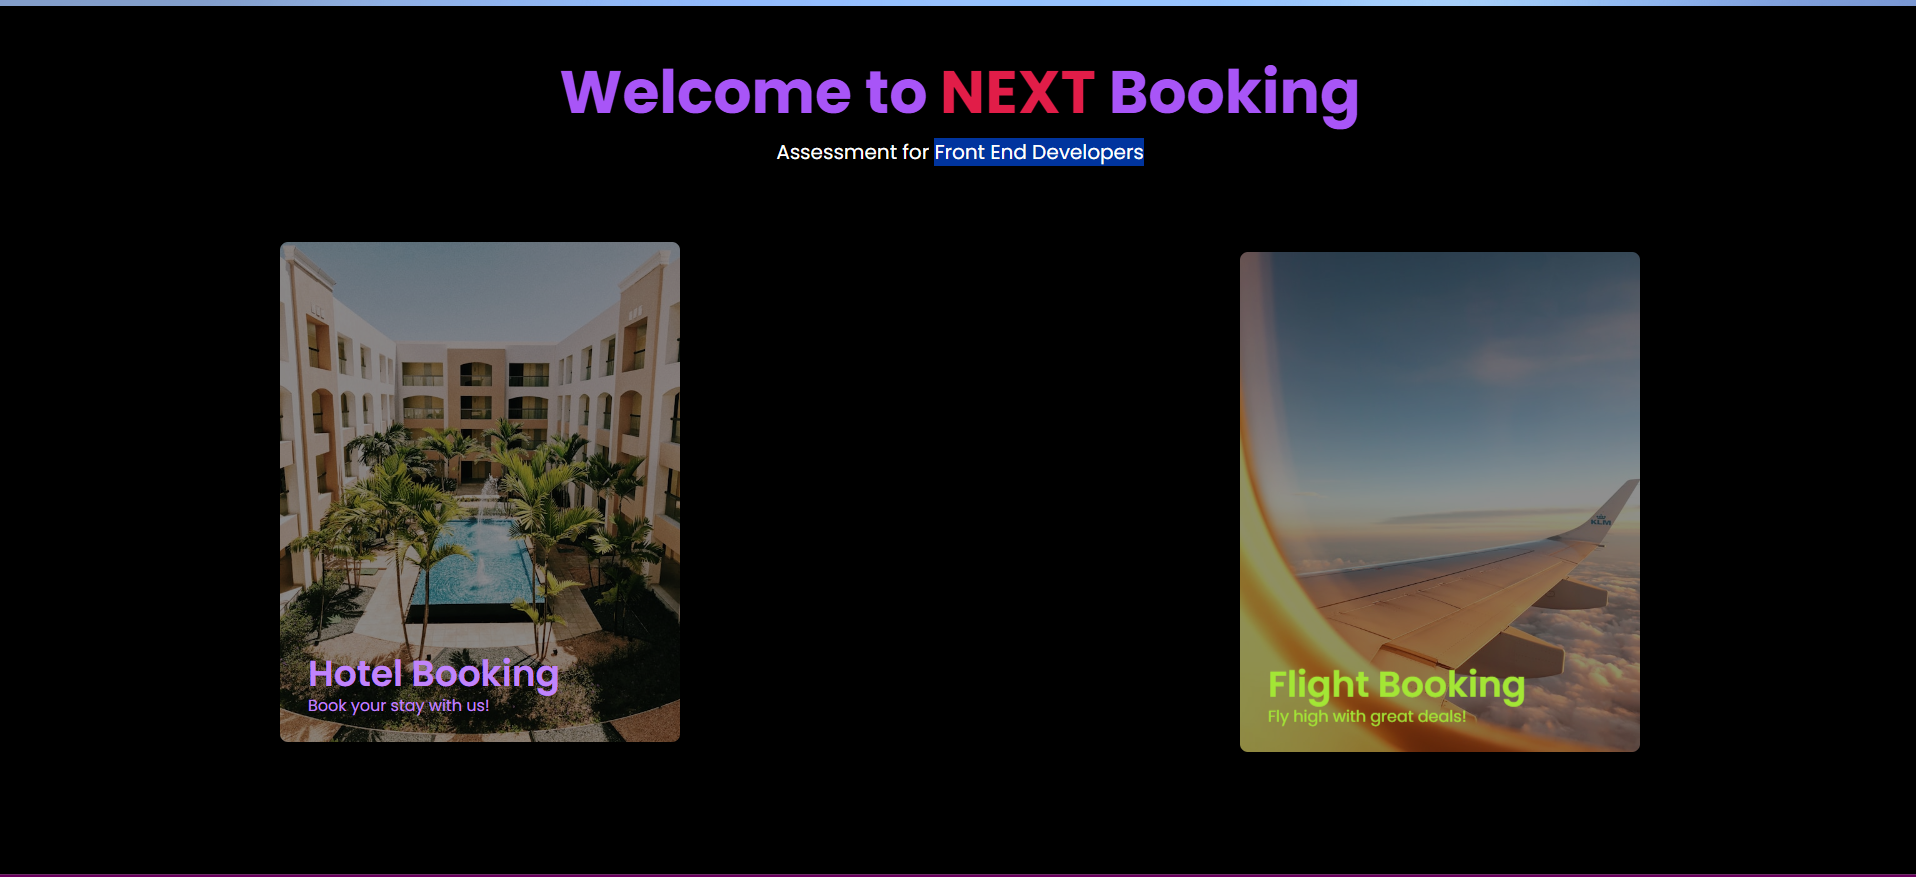 Welcome to NEXT Booking
Assessment for Front End Developers
Hotel Booking
Book your stay with us!
KLM
Flight Booking
Fly high with great deals!